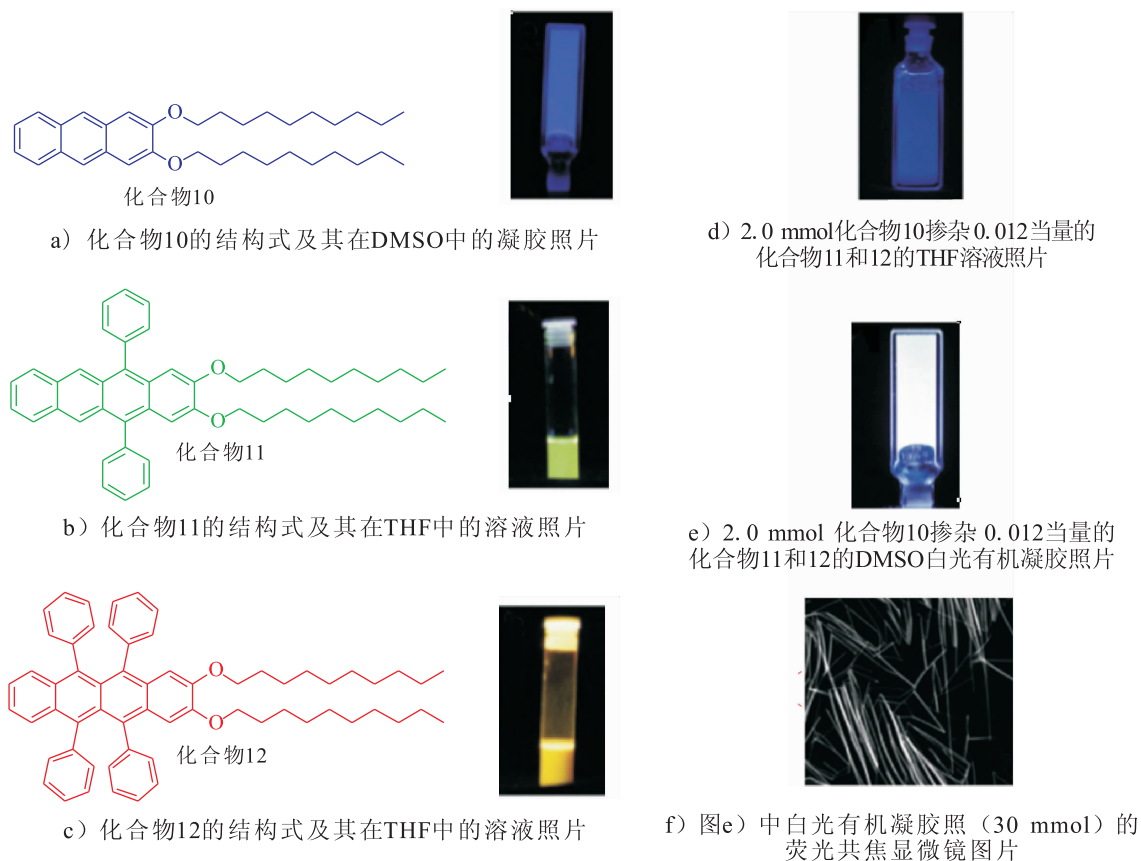 O
O
化合物10
a）化合物10的结构式及其在DMSO中的凝胶照片
O
O
化合物11
b）化合物11的结构式及其在THF中的溶液照片
O
O
化合物12
c）化合物12的结构式及其在THF中的溶液照片
d）2.0 mmol化合物10掺杂0.012当量的
化合物11和12的THF溶液照片
e）2.0 mmol 化合物10掺杂0.012当量的
化合物11和12的DMSO白光有机凝胶照片
f）图e）中白光有机凝胶照（30 mmol）的
荧光共焦显微镜图片